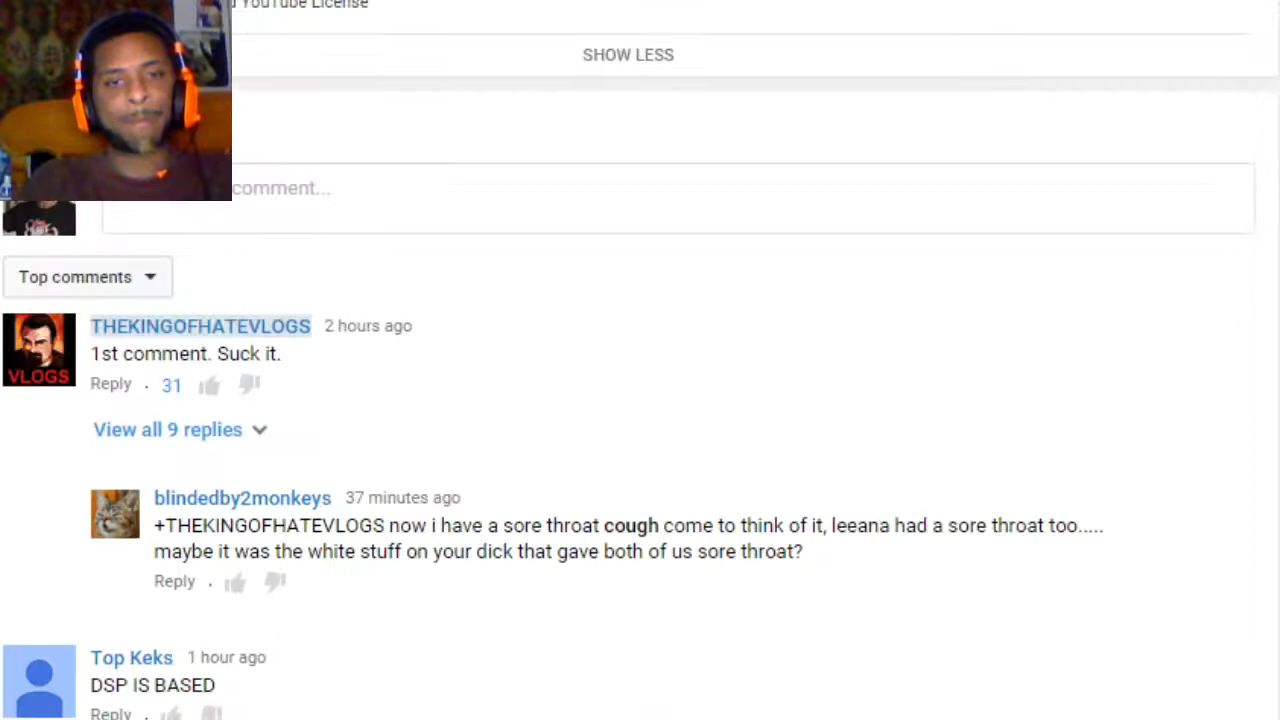 YouTube License
SHOW LESS
comment...
Top comments
THEKINGOFHATEVLOGS 2 hours ago
1st comment. Suck it.
VLOGS
Reply . 31
View all 9 replies
blindedby2monkeys 37 minutes ago
+THEKINGOFHATEVLOGS now i have a sore throat cough come to think of it, leeana had a sore throat too.....
maybe it was the white stuff on your dick that gave both of us sore throat?
Reply .
Top Keks 1 hour ago
DSP IS BASED
Reply .